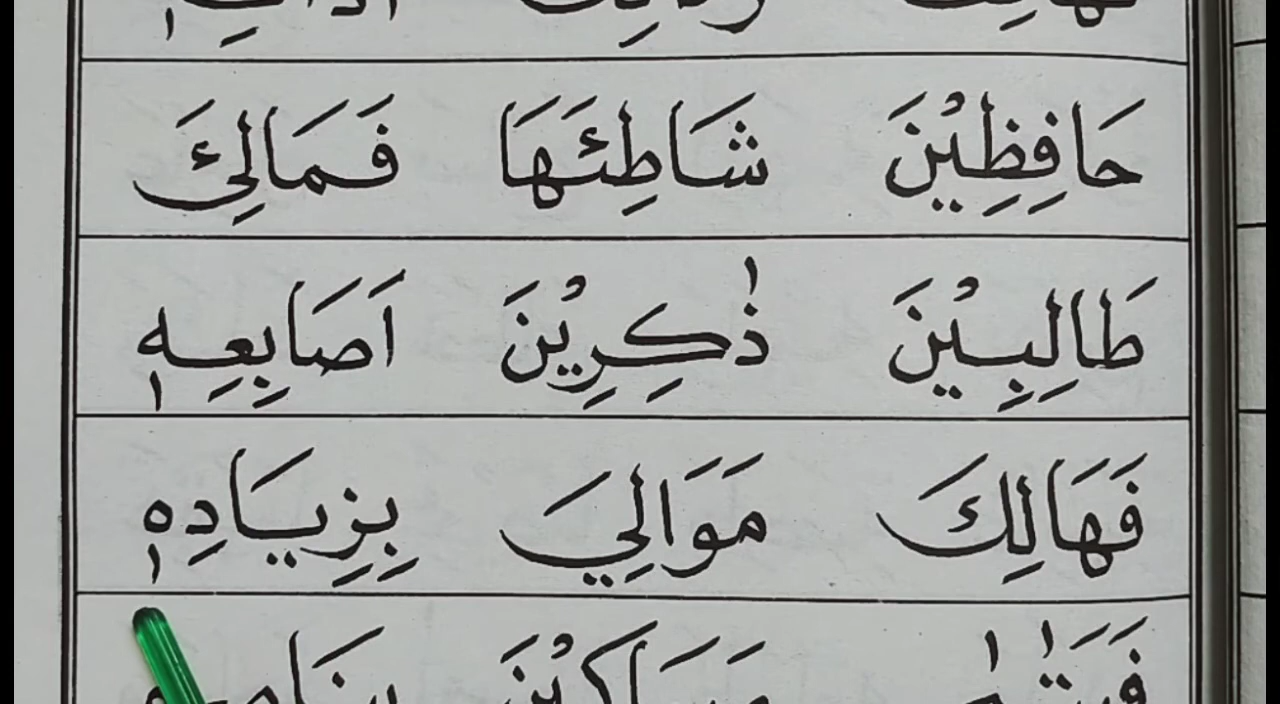 حَافِظِيْنَ شَاطِئَهَا فَمَالِئَ
طَالِبِيْنَ ذٰكِرِيْنَ اَصَابِعِهٖ
فَهَالِكَ مَوَالِيَ بِزِيَادِهٖ